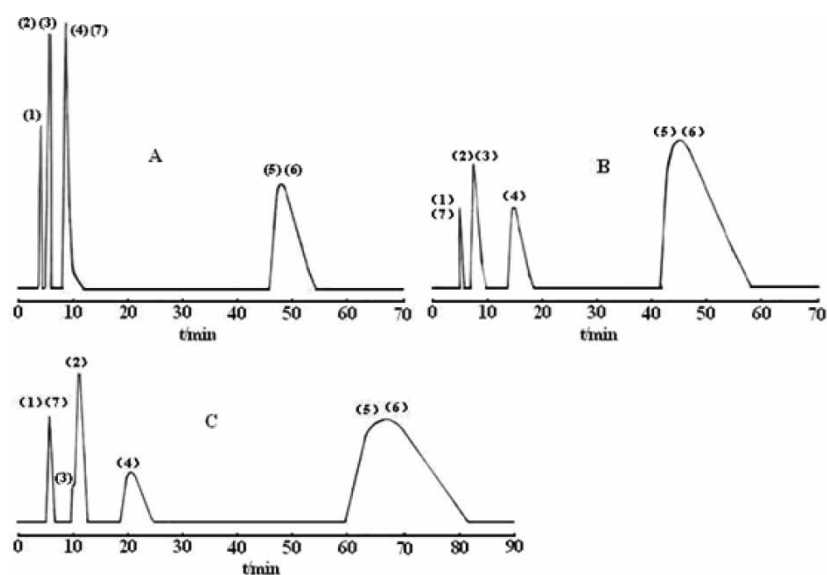 (2) (3)
(4) (7)
(1)
A
(5) (6)
0 10 20 30 40 50 60 70
t/min
(5) (6)
(2) (3)
B
(1)
(7)
(4)
0 10 20 30 40 50 60 70
t/min
(2)
(1) (7)
C
(5) (6)
(3)
(4)
0 10 20 30 40 50 60 70 80 90
t/min